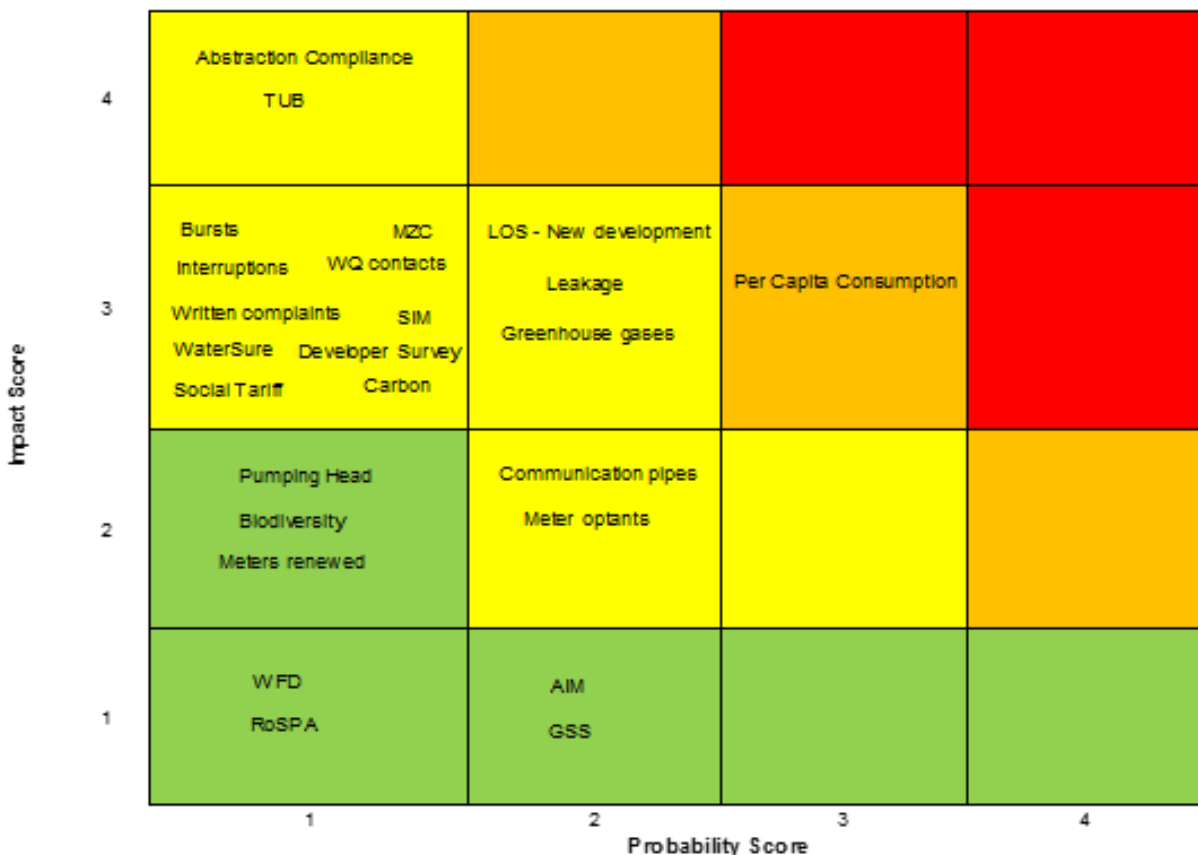 4
Abstraction Compliance
TUB
3
Bursts
MZC
Interruptions
WQ contacts
Written complaints
SIM
WaterSure
Developer Survey
Social Tariff
Carbon
LOS - New development
Leakage
Greenhouse gases
Per Capita Consumption
Impact Score
2
Pumping Head
Biodiversity
Meters renewed
Communication pipes
Meter optants
1
WFD
RoSPA
AIM
GSS
1 2 3 4
Probability Score